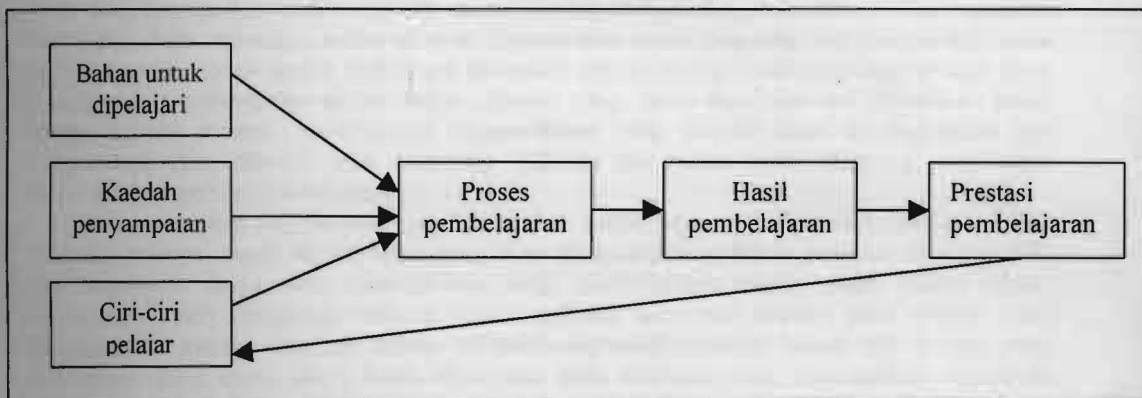 Bahan untuk
dipelajari
Kaedah
penyampaian
Ciri-ciri
pelajar
Proses
pembelajaran
Hasil
pembelajaran
Prestasi
pembelajaran